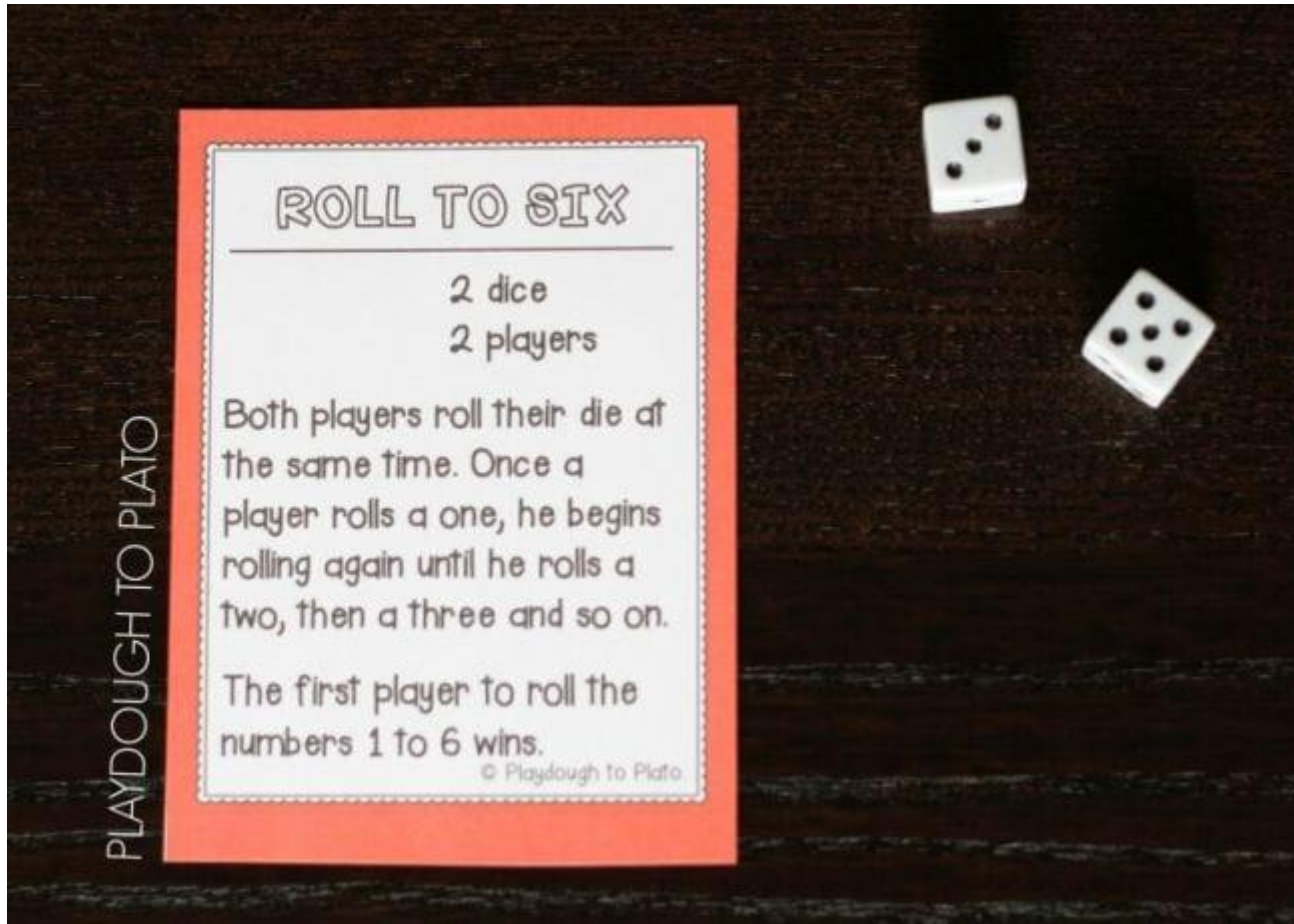 ROLL TO SIX
2 dice
2 players
Both players roll their die at
the same time. Once a
player rolls a one, he begins
rolling again until he rolls a
two, then a three and so on.
The first player to roll the
numbers 1 to 6 wins.
© Playdough to Plato
PLAYDOUGH TO PLATO